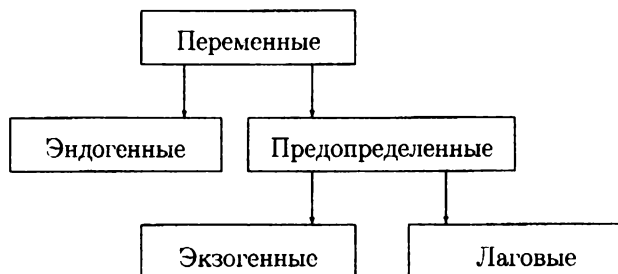 Переменные
Эндогенные
Предопределенные
Экзогенные
Лаговые